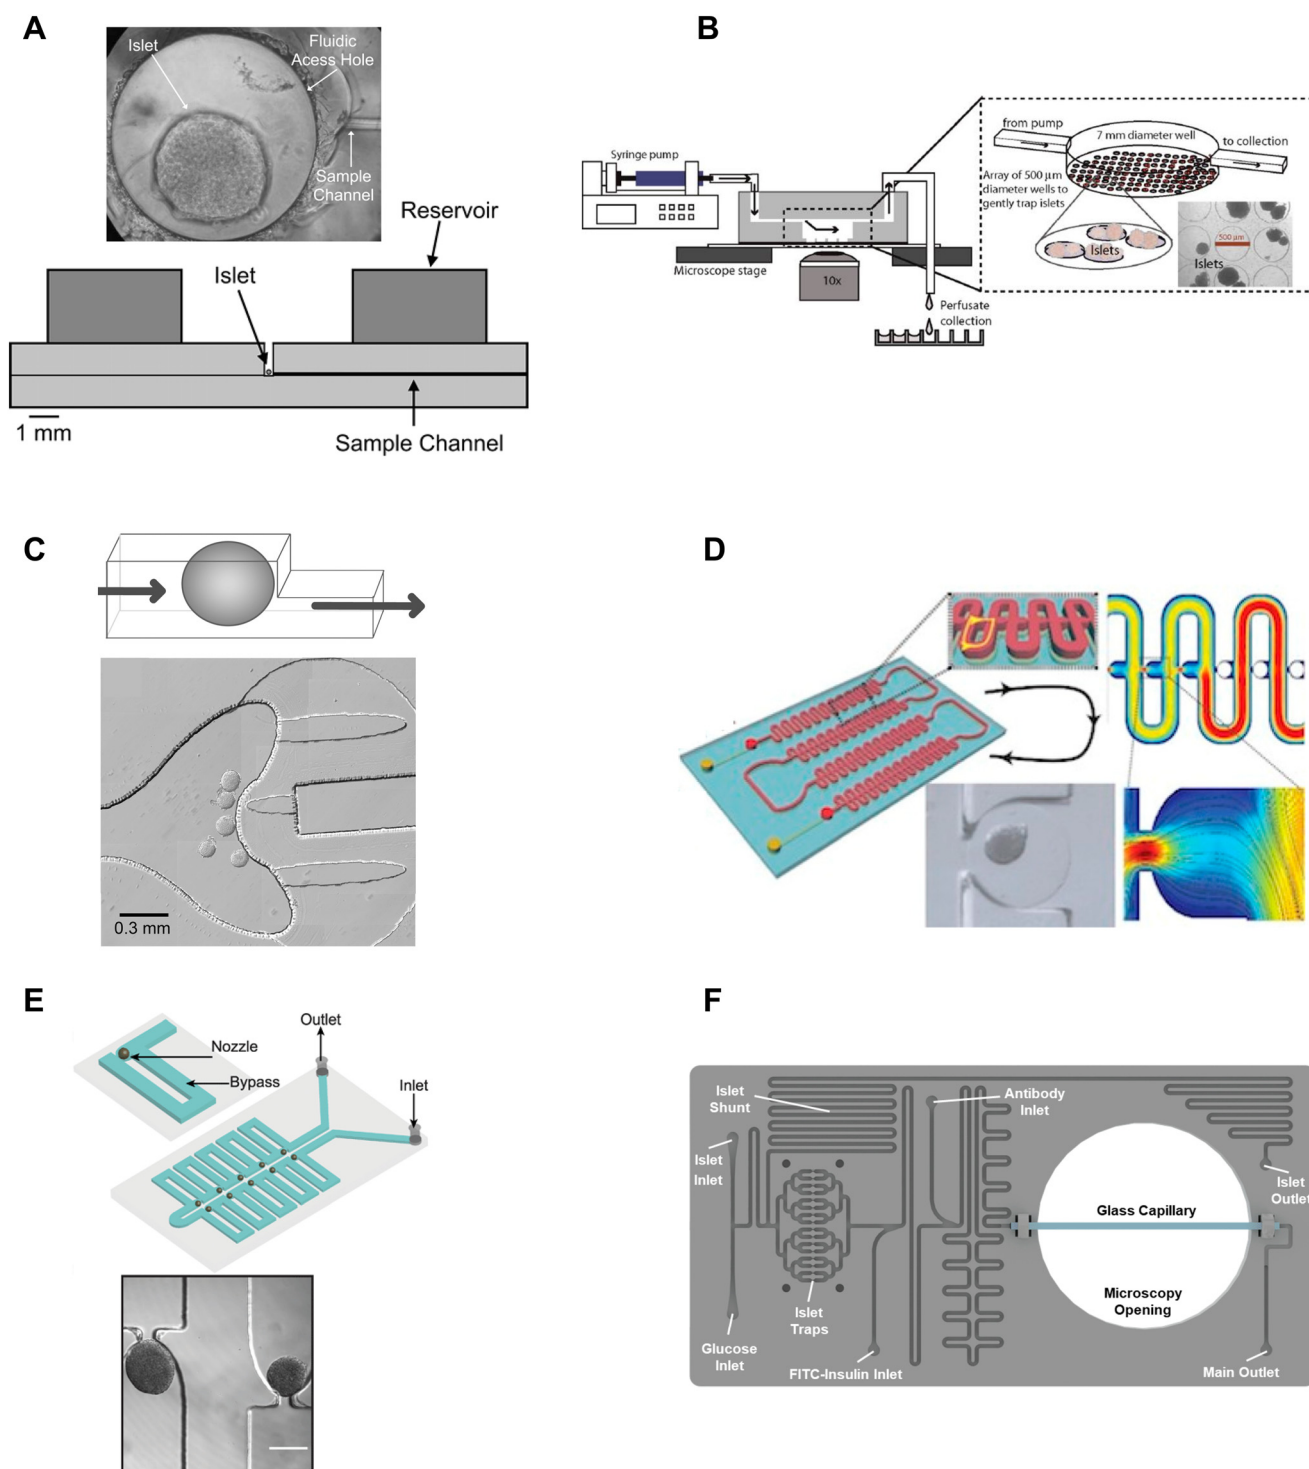 A
Islet
Fluidic
Acess Hole
Sample
Channel
Reservoir
Islet
1 mm
Sample Channel
B
Syringe pump
Microscope stage
10x
Perfusate
collection
from pump
7 mm diameter well
to collection
Array of 500 μm
diameter wells to
gently trap islets
Islets
500 μm
Islets
C
0.3 mm
D
E
Outlet
Nozzle
Bypass
Inlet
F
Islet
Shunt
Antibody
Inlet
Islet
Inlet
Islet
Outlet
Glass Capillary
Microscopy
Opening
Islet
Traps
Glucose
Inlet
FITC-Insulin Inlet
Main Outlet